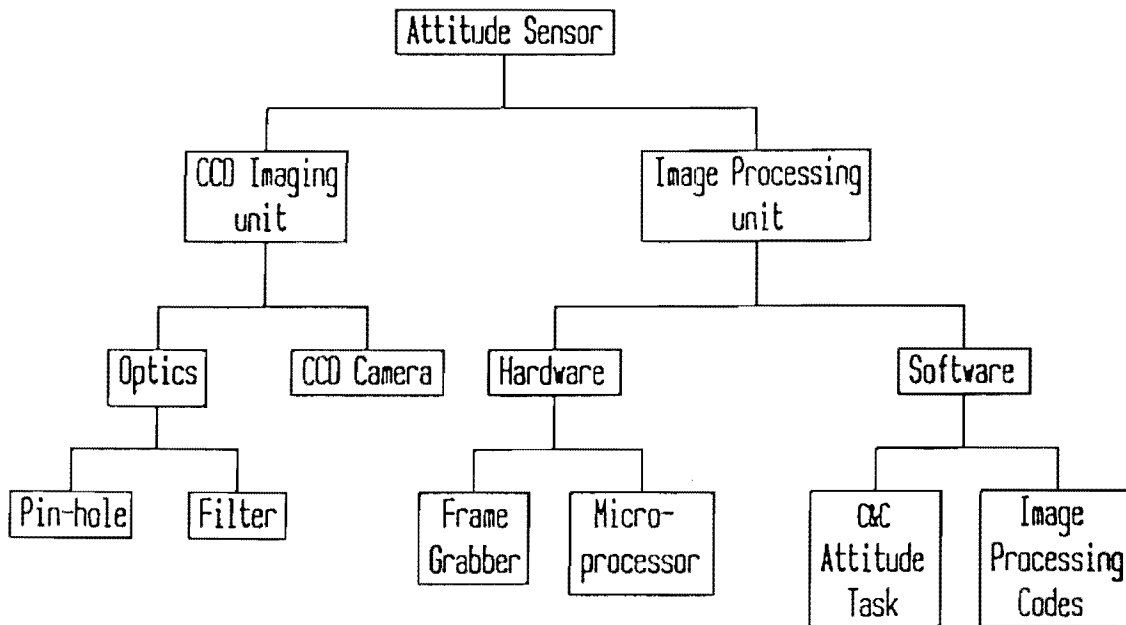 Attitude Sensor
CCD Imaging
unit
Image Processing
unit
Optics
CCD Camera
Hardware
Software
Pin-hole
Filter
Frame
Grabber
Micro-
processor
C&C
Attitude
Task
Image
Processing
Codes